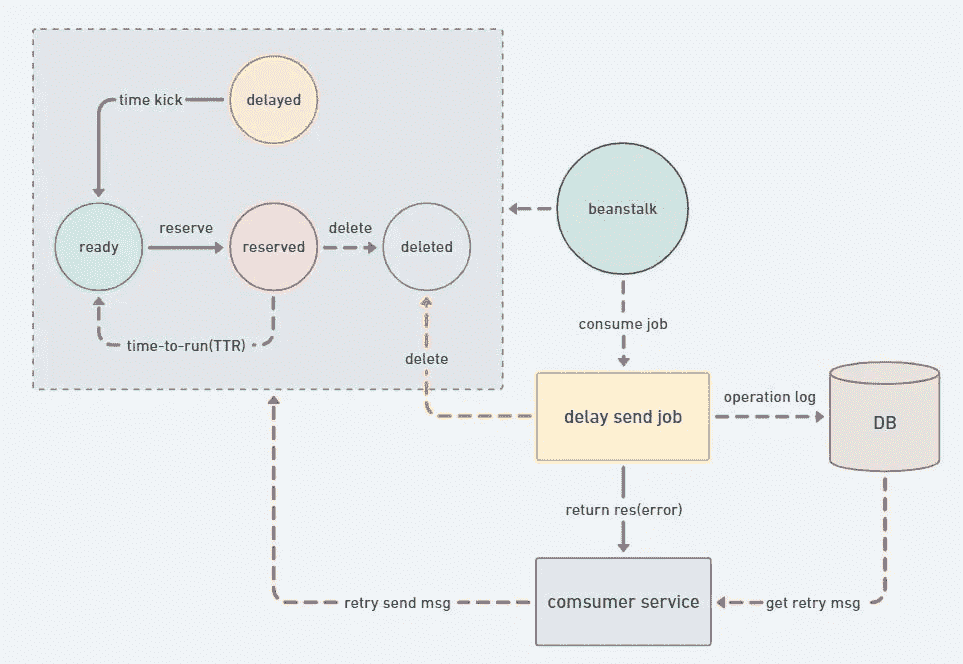 time kick
delayed
ready
reserve
reserved
delete
deleted
time-to-run(TTR)
delete
beanstalk
consume job
delay send job
operation log
DB
return res(error)
comsumer service
retry send msg
get retry msg